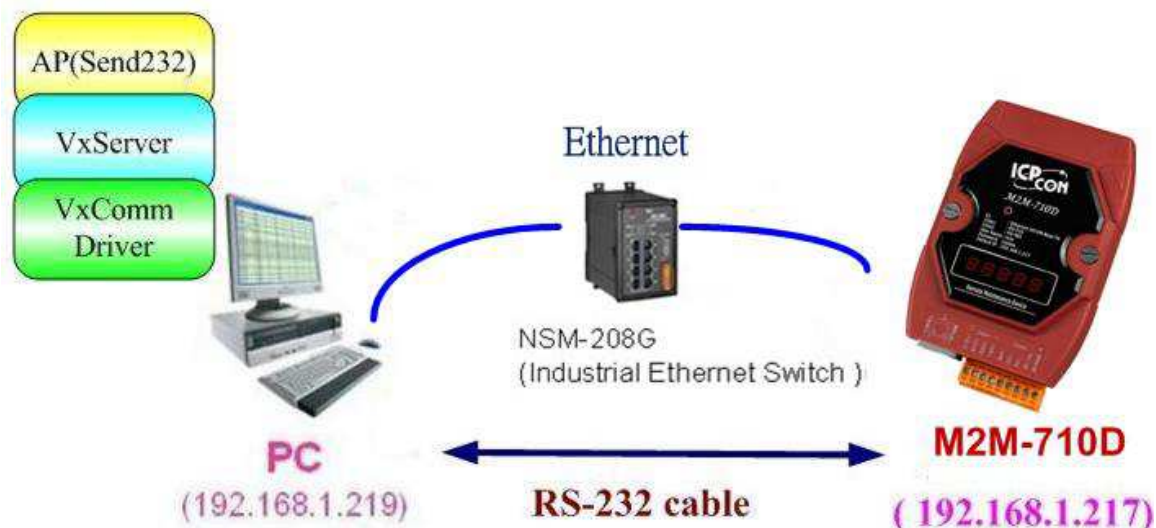 AP(Send232)
VxServer
VxComm
Driver
Ethernet
ICP
CON
M2M-710D
NSM-208G
(Industrial Ethernet Switch )
PC
(192.168.1.219)
RS-232 cable
M2M-710D
( 192.168.1.217)